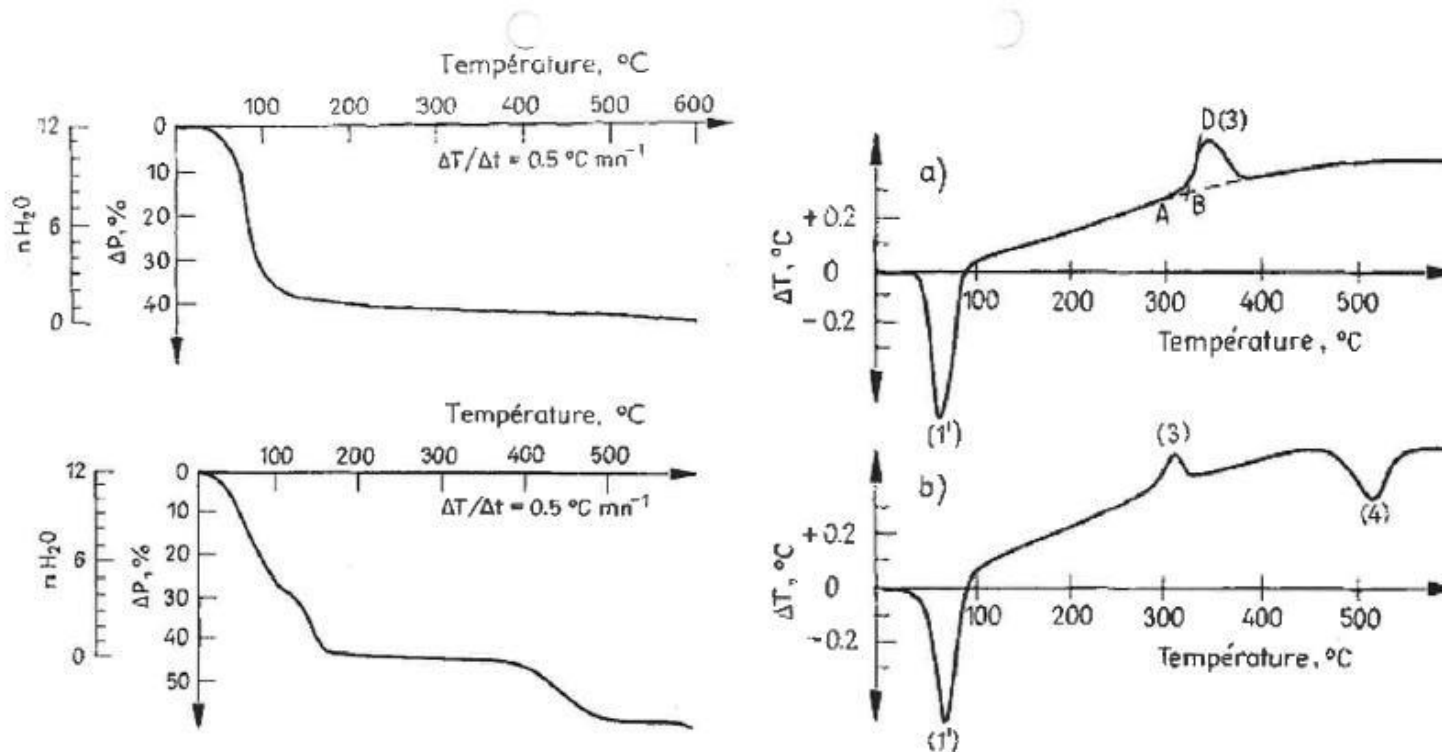 Température, °C
100 200 300 400 500 600
ΔT/Δt = 0.5 °C mn⁻¹
n H₂O
12
6
0
ΔP, %
0
10
20
30
40
Température, °C
100 200 300 400 500
ΔT/Δt = 0.5 °C mn⁻¹
n H₂O
12
6
0
ΔP, %
0
10
20
30
40
50
a)
D(3)
A B
+0.2
0
-0.2
ΔT, °C
100 200 300 400 500
Température, °C
(1')
b)
(3)
(4)
+0.2
0
-0.2
ΔT, °C
100 200 300 400 500
Température, °C
(1')